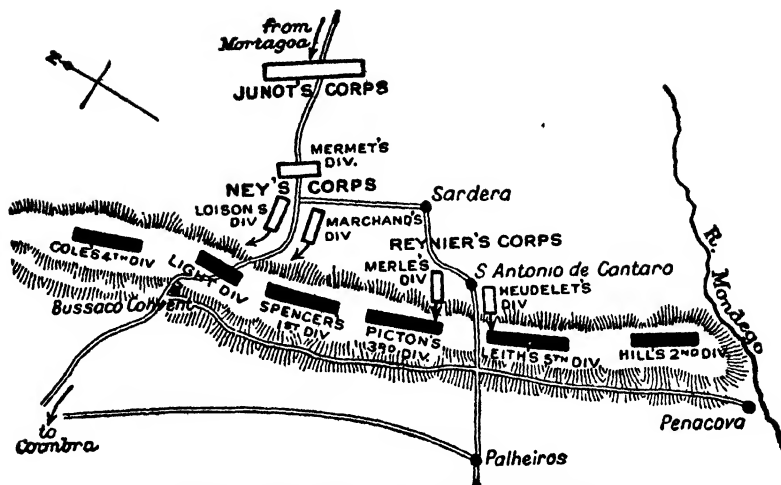 from
Mortagoa
JUNOT'S CORPS
N
MERMET'S
DIV.
NEY'S CORPS
LOISON'S
DIV
MARCHAND'S
DIV
Sardera
REYNIER'S CORPS
MERLE'S
DIV
S Antonio de Cantaro
HEUDELET'S
DIV
R. Mondego
COLE'S 4TH DIV
LIGHT DIV
Bussaco Convent
SPENCER'S
1ST DIV
PICTON'S
3RD DIV.
LEITH'S 5TH DIV
HILL'S 2ND DIV.
to
Coimbra
Penacova
Palheiros